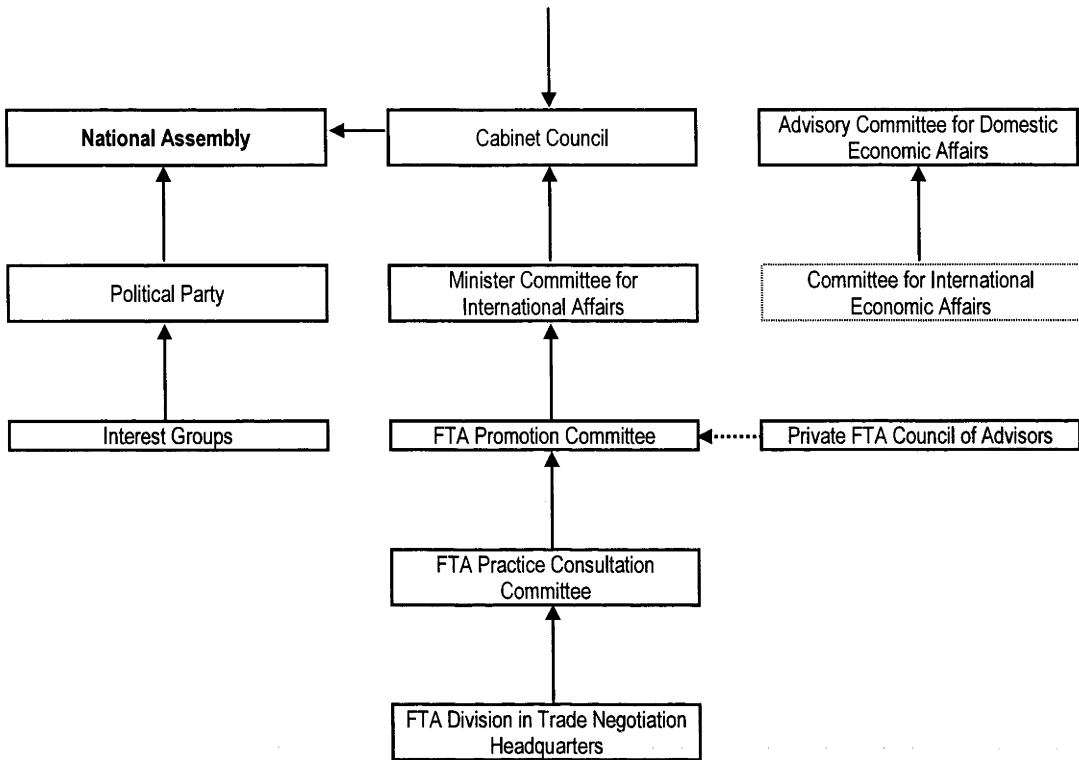 National Assembly
Cabinet Council
Advisory Committee for Domestic
Economic Affairs
Political Party
Minister Committee for
International Affairs
Committee for International
Economic Affairs
Interest Groups
FTA Promotion Committee
Private FTA Council of Advisors
FTA Practice Consultation
Committee
FTA Division in Trade Negotiation
Headquarters